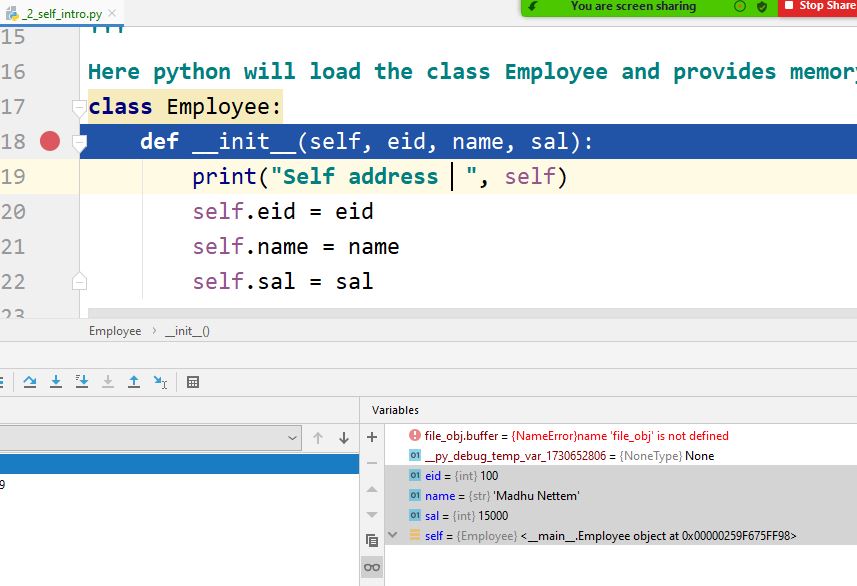 _2_self_intro.py
You are screen sharing
Stop Share
15 '''
16 Here python will load the class Employee and provides memory
17 class Employee:
18 def __init__(self, eid, name, sal):
19 print("Self address ", self)
20 self.eid = eid
21 self.name = name
22 self.sal = sal
23
Employee › __init__()
Variables
file_obj.buffer = {NameError}name 'file_obj' is not defined
__py_debug_temp_var_1730652806 = {NoneType} None
eid = {int} 100
name = {str} 'Madhu Nettem'
sal = {int} 15000
self = {Employee} <__main__.Employee object at 0x00000259F675FF98>
9